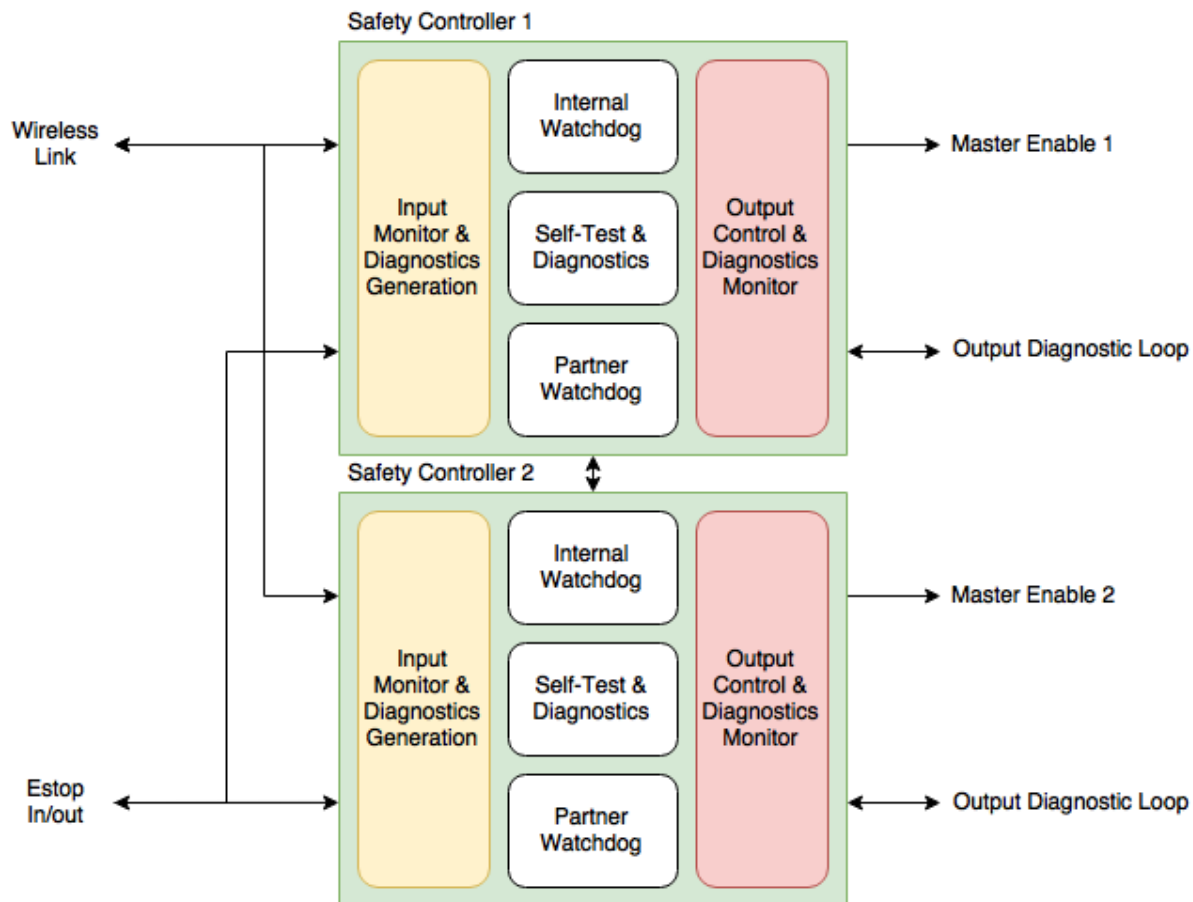 Safety Controller 1
Wireless
Link
Input
Monitor &
Diagnostics
Generation
Internal
Watchdog
Self-Test &
Diagnostics
Partner
Watchdog
Output
Control &
Diagnostics
Monitor
Master Enable 1
Output Diagnostic Loop
Safety Controller 2
Input
Monitor &
Diagnostics
Generation
Internal
Watchdog
Self-Test &
Diagnostics
Partner
Watchdog
Output
Control &
Diagnostics
Monitor
Master Enable 2
Estop
In/out
Output Diagnostic Loop